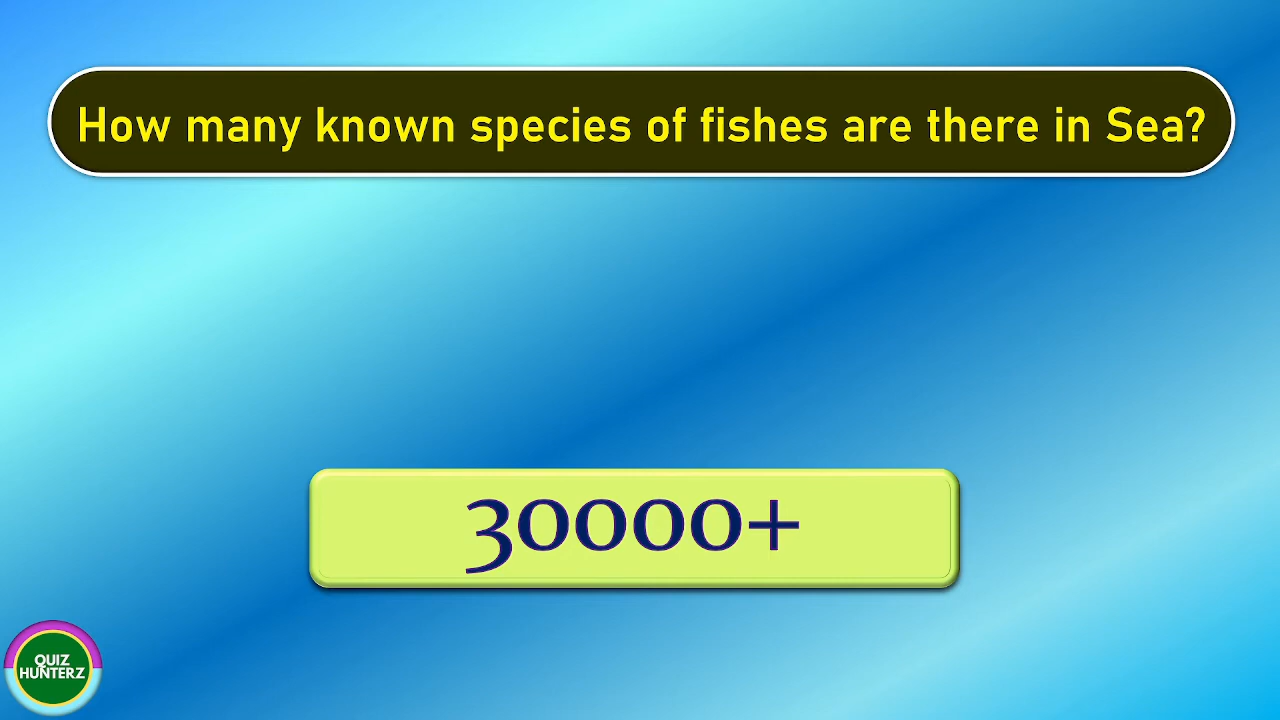 How many known species of fishes are there in Sea?
30000+
QUIZ
HUNTERZ